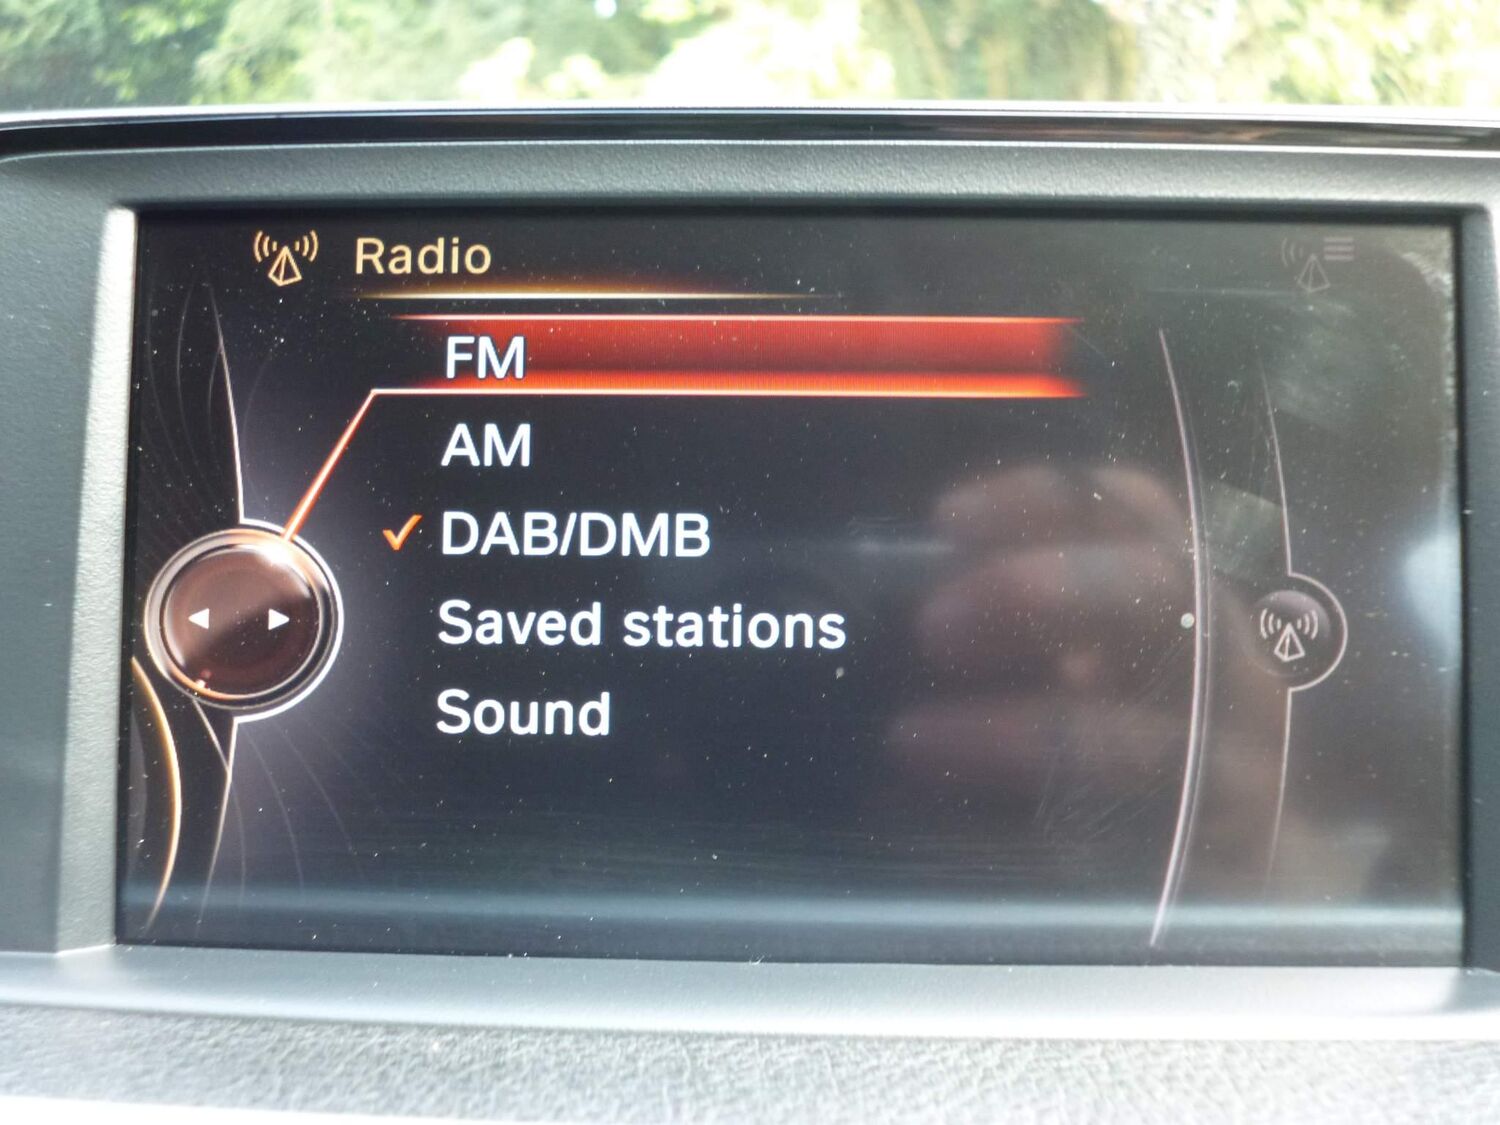 Radio
FM
AM
DAB/DMB
Saved stations
Sound